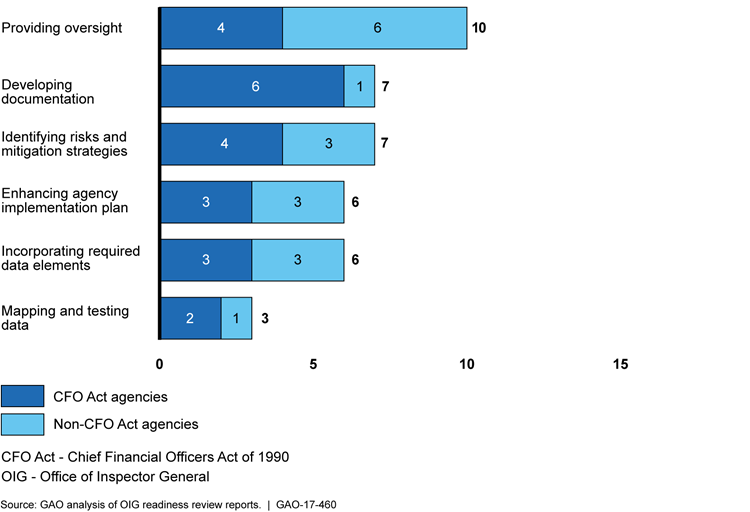 Providing oversight
4
6
10
Developing
documentation
6
1
7
Identifying risks and
mitigation strategies
4
3
7
Enhancing agency
implementation plan
3
3
6
Incorporating required
data elements
3
3
6
Mapping and testing
data
2
1
3
0 5 10 15
CFO Act agencies
Non-CFO Act agencies
CFO Act - Chief Financial Officers Act of 1990
OIG - Office of Inspector General
Source: GAO analysis of OIG readiness review reports. | GAO-17-460